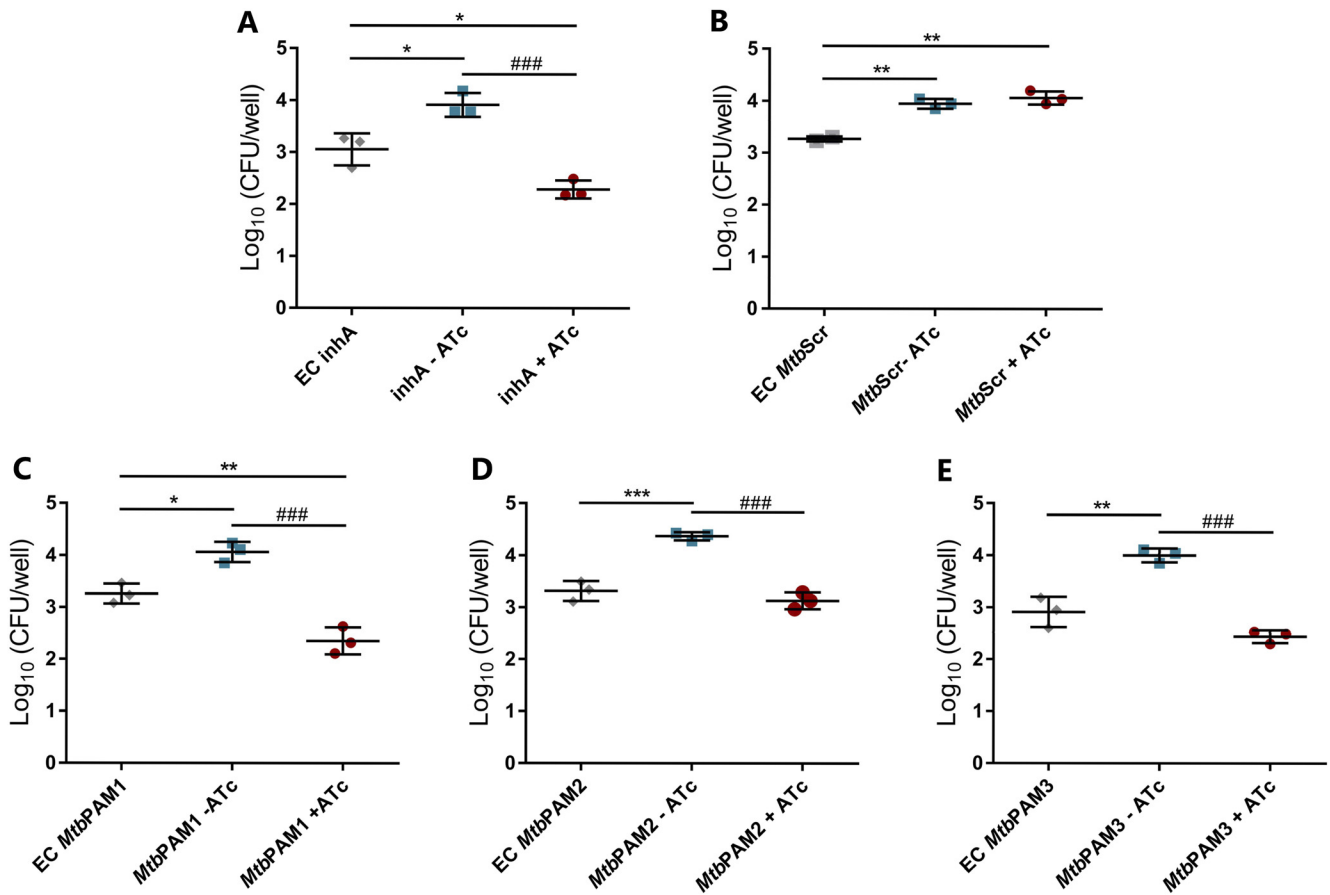 A
*
*
###
5
4
3
2
1
0
Log₁₀ (CFU/well)
EC inhA
inhA - ATc
inhA + ATc
B
**
**
5
4
3
2
1
0
Log₁₀ (CFU/well)
EC MtbScr
MtbScr- ATc
MtbScr + ATc
C
**
*
###
5
4
3
2
1
0
Log₁₀ (CFU/well)
EC MtbPAM1
MtbPAM1 -ATc
MtbPAM1 +ATc
D
***
###
5
4
3
2
1
0
Log₁₀ (CFU/well)
EC MtbPAM2
MtbPAM2 - ATc
MtbPAM2 + ATc
E
**
###
5
4
3
2
1
0
Log₁₀ (CFU/well)
EC MtbPAM3
MtbPAM3 - ATc
MtbPAM3 + ATc